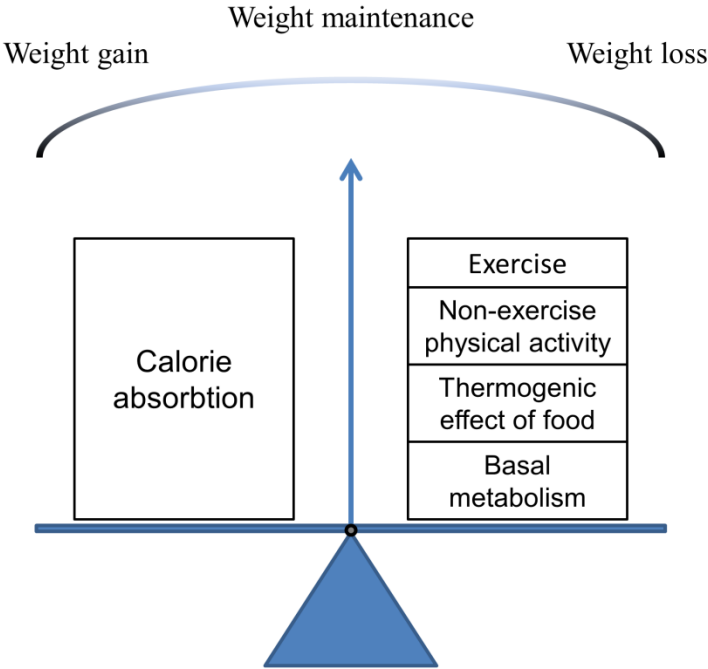 Weight maintenance
Weight gain
Weight loss
Calorie
absorbtion
Exercise
Non-exercise
physical activity
Thermogenic
effect of food
Basal
metabolism